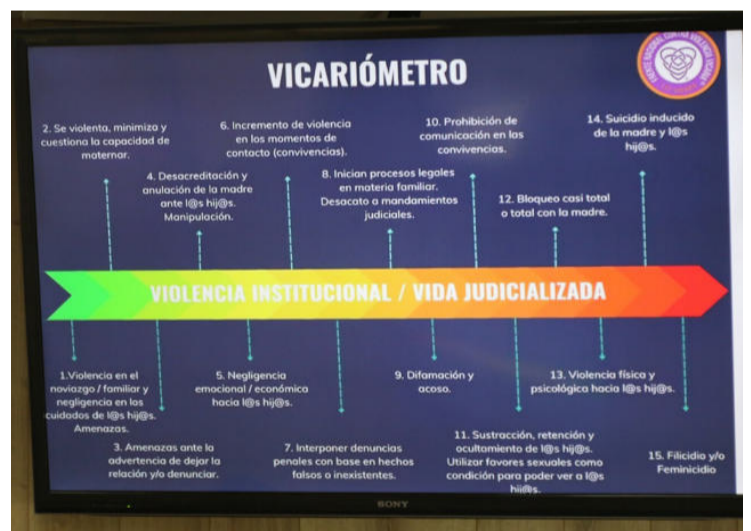 VICARIÓMETRO
FRENTE NACIONAL CONTRA VIOLENCIA VICARIA
2. Se violenta, minimiza y
cuestiona la capacidad de
maternar.
6. Incremento de violencia
en los momentos de
contacto (convivencias).
10. Prohibición de
comunicación en las
convivencias.
14. Suicidio inducido
de la madre y l@s
hij@s.
4. Desacreditación y
anulación de la madre
ante l@s hij@s.
Manipulación.
8. Inician procesos legales
en materia familiar.
Desacato a mandamientos
judiciales.
12. Bloqueo casi total
o total con la madre.
VIOLENCIA INSTITUCIONAL / VIDA JUDICIALIZADA
1.Violencia en el
noviazgo / familiar y
negligencia en los
cuidados de l@s hij@s.
Amenazas.
5. Negligencia
emocional / económica
hacia l@s hij@s.
9. Difamación y
acoso.
13. Violencia física y
psicológica hacia l@s hij@s.
3. Amenazas ante la
advertencia de dejar la
relación y/o denunciar.
7. Interponer denuncias
penales con base en hechos
falsos o inexistentes.
11. Sustracción, retención y
ocultamiento de l@s hij@s.
Utilizar favores sexuales como
condición para poder ver a l@s
hij@s.
15. Filicidio y/o
Feminicidio
SONY